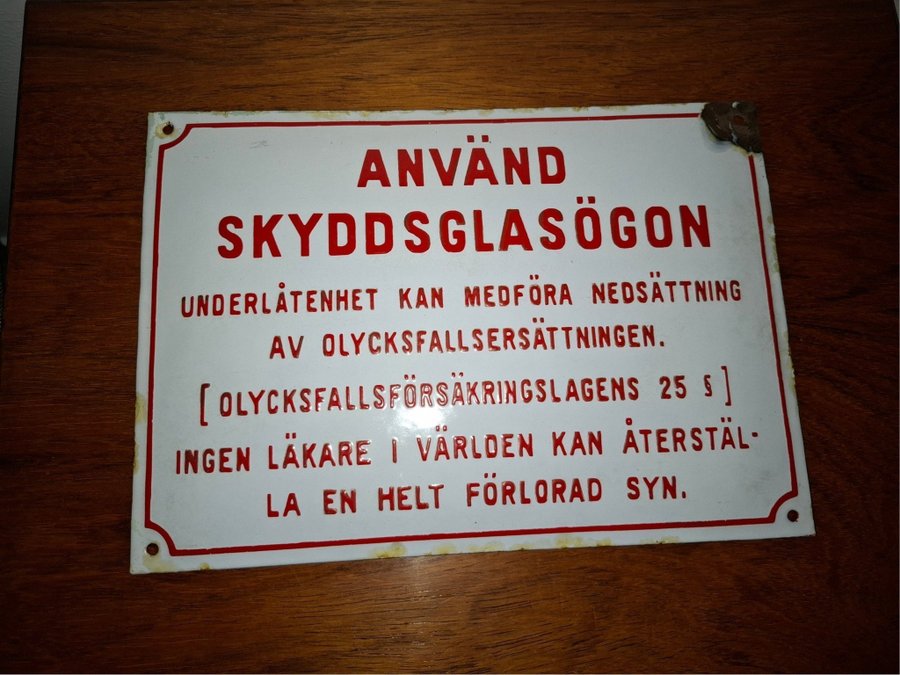 ANVÄND
SKYDDSGLASÖGON
UNDERLÅTENHET KAN MEDFÖRA NEDSÄTTNING
AV OLYCKSFALLSERSÄTTNINGEN.
[OLYCKSFALLSFÖRSÄKRINGSLAGENS 25 §]
INGEN LÄKARE I VÄRLDEN KAN ÅTERSTÄL-
LA EN HELT FÖRLORAD SYN.